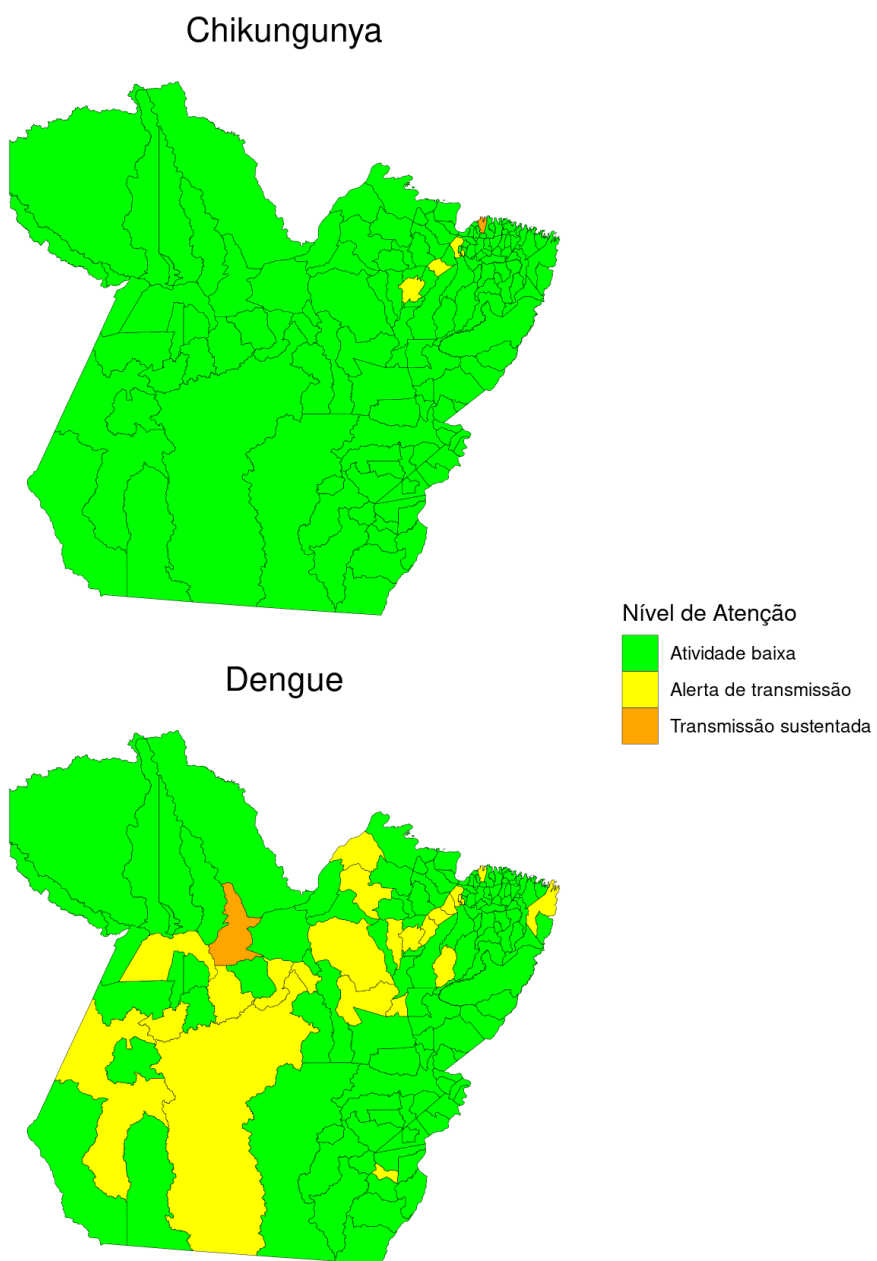 Chikungunya
Nível de Atenção
Atividade baixa
Alerta de transmissão
Transmissão sustentada
Dengue